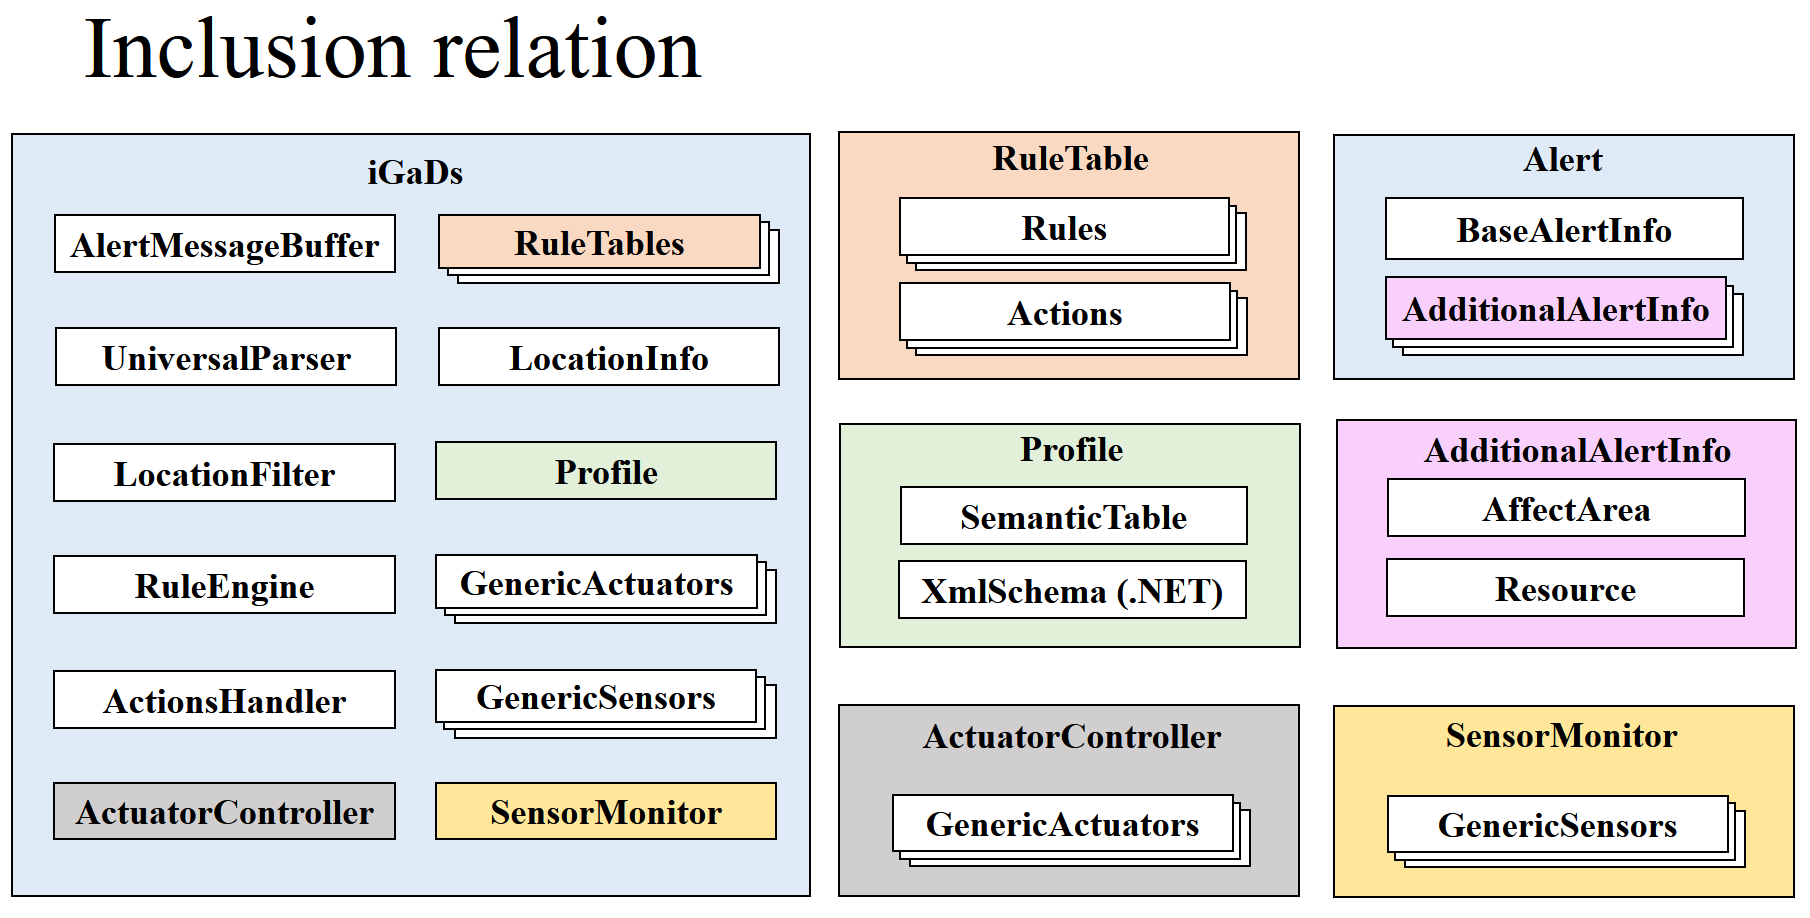 Inclusion relation
iGaDs
AlertMessageBuffer
RuleTables
UniversalParser
LocationInfo
LocationFilter
Profile
RuleEngine
GenericActuators
ActionsHandler
GenericSensors
ActuatorController
SensorMonitor
RuleTable
Rules
Actions
Alert
BaseAlertInfo
AdditionalAlertInfo
Profile
SemanticTable
XmlSchema (.NET)
AdditionalAlertInfo
AffectArea
Resource
ActuatorController
GenericActuators
SensorMonitor
GenericSensors